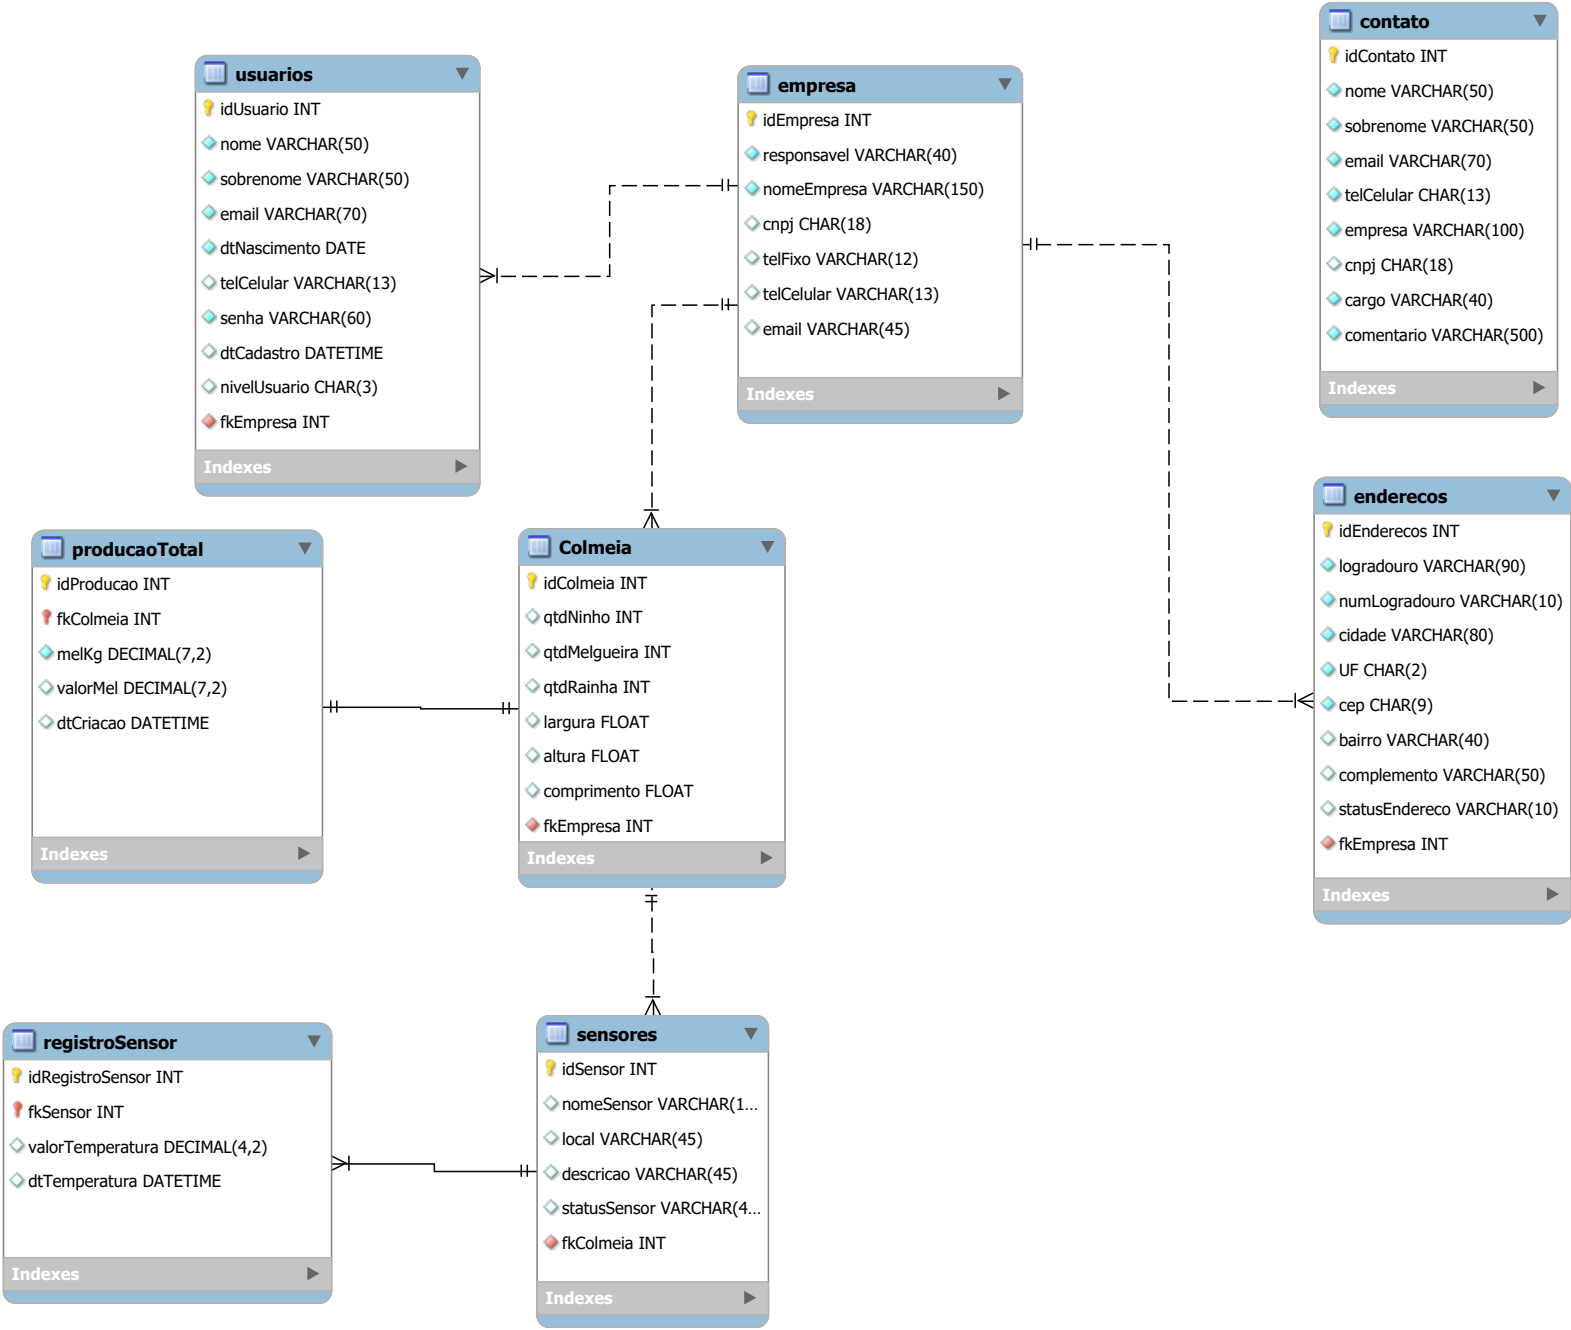 usuarios
idUsuario INT
nome VARCHAR(50)
sobrenome VARCHAR(50)
email VARCHAR(70)
dtNascimento DATE
telCelular VARCHAR(13)
senha VARCHAR(60)
dtCadastro DATETIME
nivelUsuario CHAR(3)
fkEmpresa INT
Indexes
empresa
idEmpresa INT
responsavel VARCHAR(40)
nomeEmpresa VARCHAR(150)
cnpj CHAR(18)
telFixo VARCHAR(12)
telCelular VARCHAR(13)
email VARCHAR(45)
Indexes
contato
idContato INT
nome VARCHAR(50)
sobrenome VARCHAR(50)
email VARCHAR(70)
telCelular CHAR(13)
empresa VARCHAR(100)
cnpj CHAR(18)
cargo VARCHAR(40)
comentario VARCHAR(500)
Indexes
producaoTotal
idProducao INT
fkColmeia INT
melKg DECIMAL(7,2)
valorMel DECIMAL(7,2)
dtCriacao DATETIME
Indexes
Colmeia
idColmeia INT
qtdNinho INT
qtdMelgueira INT
qtdRainha INT
largura FLOAT
altura FLOAT
comprimento FLOAT
fkEmpresa INT
Indexes
enderecos
idEnderecos INT
logradouro VARCHAR(90)
numLogradouro VARCHAR(10)
cidade VARCHAR(80)
UF CHAR(2)
cep CHAR(9)
bairro VARCHAR(40)
complemento VARCHAR(50)
statusEndereco VARCHAR(10)
fkEmpresa INT
Indexes
registroSensor
idRegistroSensor INT
fkSensor INT
valorTemperatura DECIMAL(4,2)
dtTemperatura DATETIME
Indexes
sensores
idSensor INT
nomeSensor VARCHAR(1...
local VARCHAR(45)
descricao VARCHAR(45)
statusSensor VARCHAR(4...
fkColmeia INT
Indexes